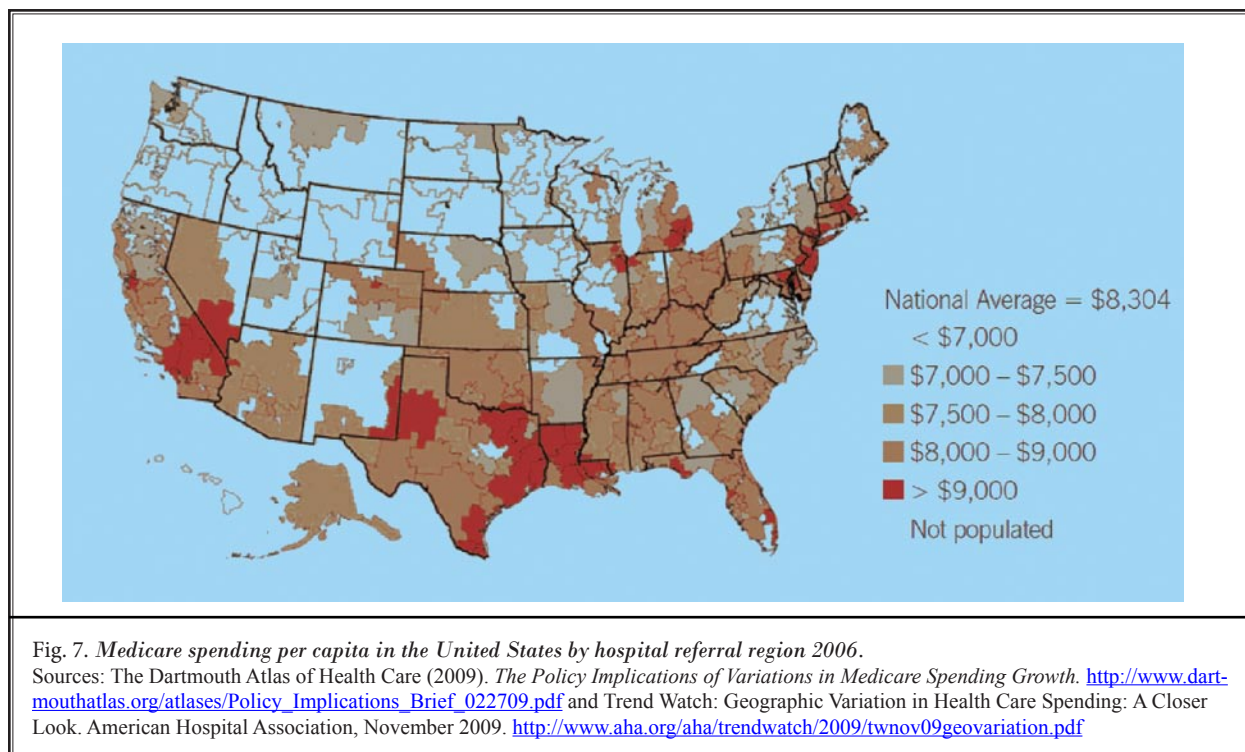 National Average = $8,304
< $7,000
$7,000 – $7,500
$7,500 – $8,000
$8,000 – $9,000
> $9,000
Not populated
Fig. 7. Medicare spending per capita in the United States by hospital referral region 2006.
Sources: The Dartmouth Atlas of Health Care (2009). The Policy Implications of Variations in Medicare Spending Growth. http://www.dart-
mouthatlas.org/atlases/Policy_Implications_Brief_022709.pdf and Trend Watch: Geographic Variation in Health Care Spending: A Closer
Look. American Hospital Association, November 2009. http://www.aha.org/aha/trendwatch/2009/twnov09geovariation.pdf